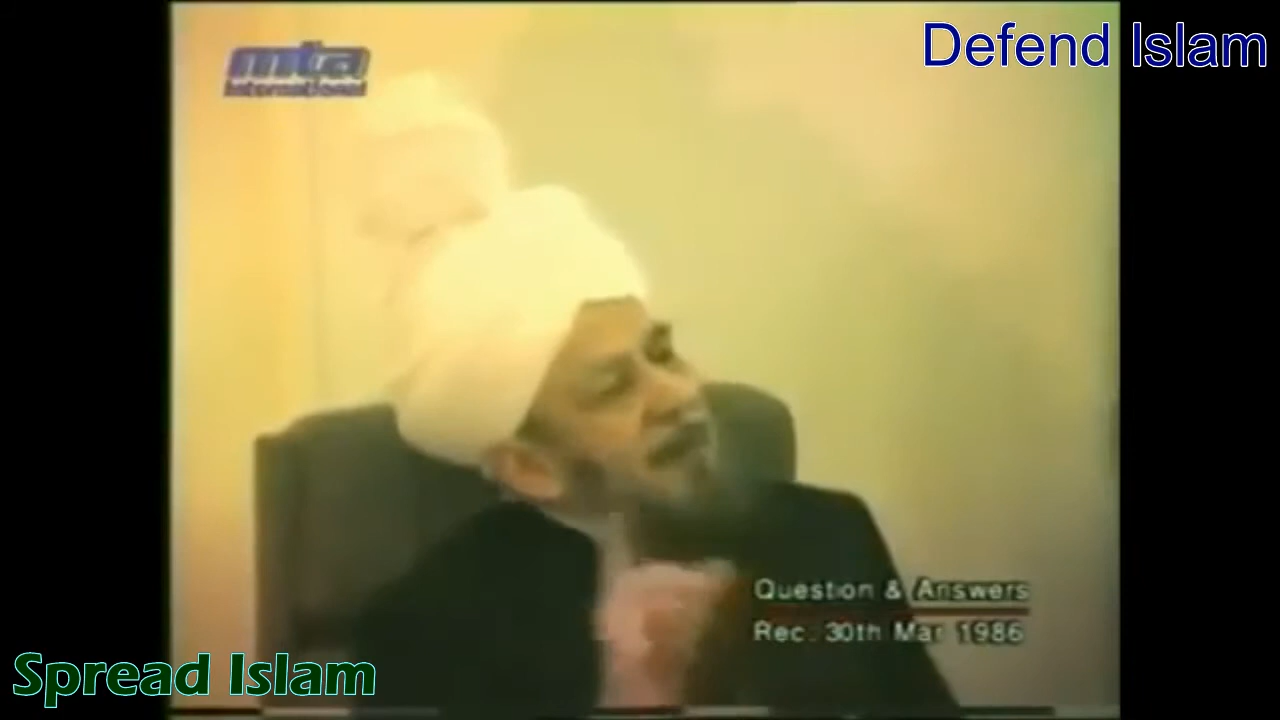 mta
International
Defend Islam
Question & Answers
Rec. 30th Mar 1986
Spread Islam